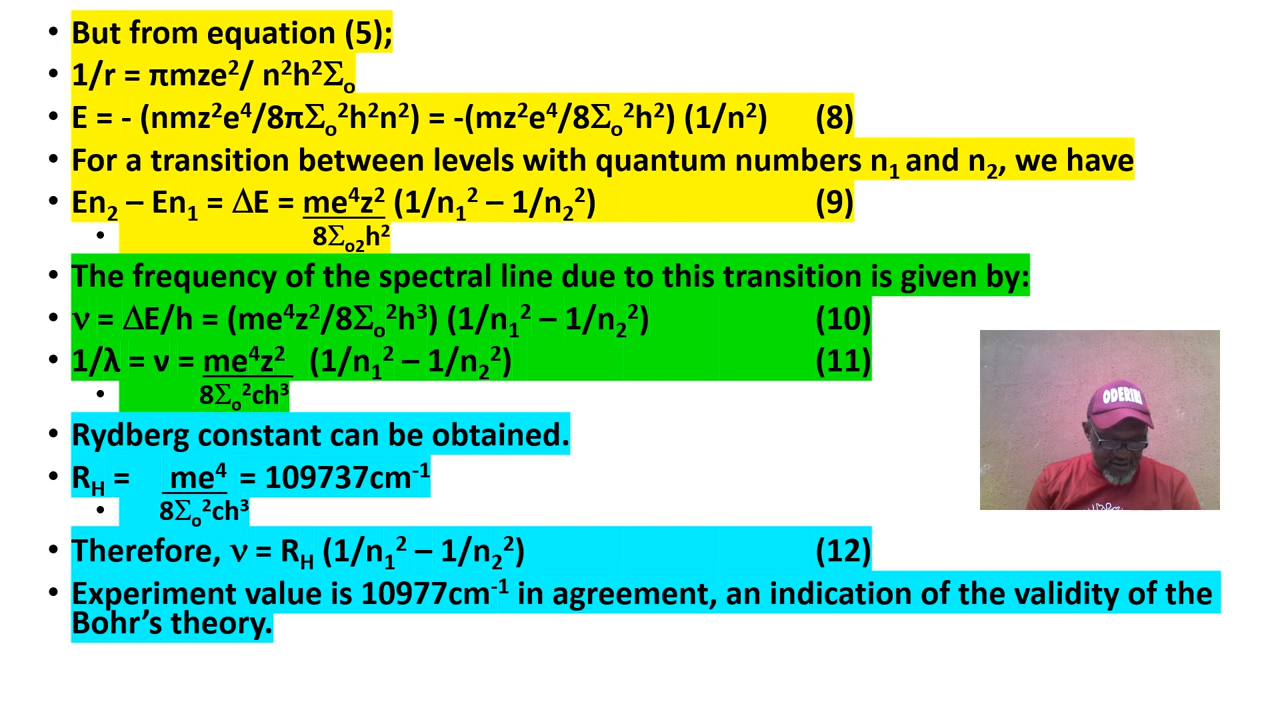 • But from equation (5);
• 1/r = πmze²/ n²h²Σₒ
• E = - (nmz²e⁴/8πΣₒ²h²n²) = -(mz²e⁴/8Σₒ²h²) (1/n²) (8)
• For a transition between levels with quantum numbers n₁ and n₂, we have
• En₂ – En₁ = ΔE = me⁴z² (1/n₁² – 1/n₂²) (9)
• 8Σₒ₂h²
• The frequency of the spectral line due to this transition is given by:
• ν = ΔE/h = (me⁴z²/8Σₒ²h³) (1/n₁² – 1/n₂²) (10)
• 1/λ = v = me⁴z² (1/n₁² – 1/n₂²) (11)
• 8Σₒ²ch³
• Rydberg constant can be obtained.
• R_H = me⁴ = 109737cm⁻¹
• 8Σₒ²ch³
• Therefore, ν = R_H (1/n₁² – 1/n₂²) (12)
• Experiment value is 10977cm⁻¹ in agreement, an indication of the validity of the
Bohr’s theory.